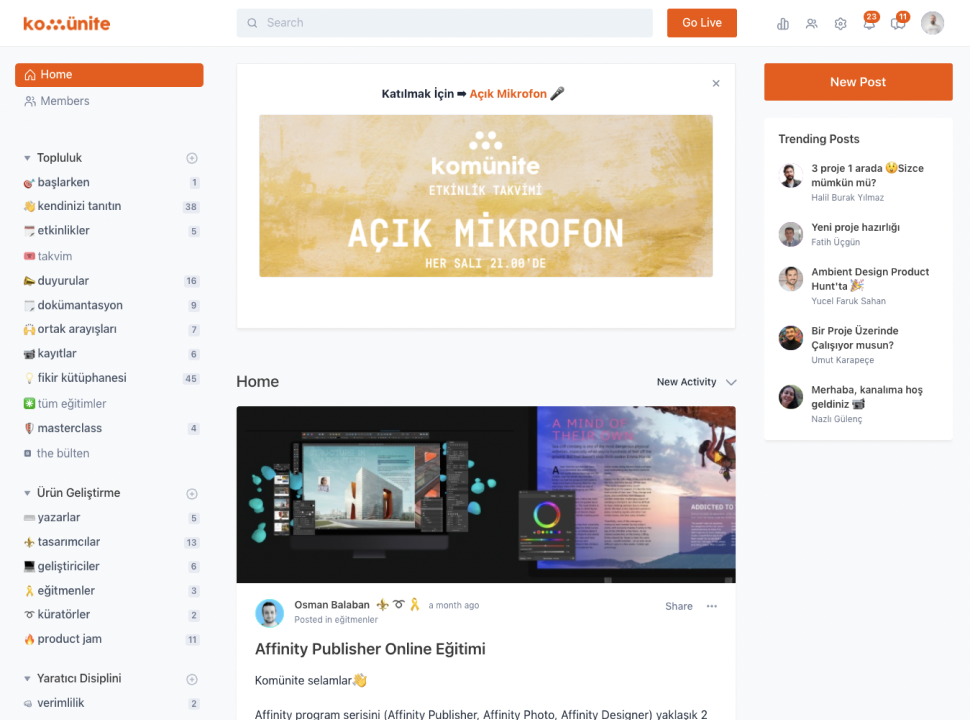 komünite
Search
Go Live
23
11
Home
Members
Topluluk
başlarken 1
kendinizi tanıtın 38
etkinlikler 5
takvim
duyurular 16
dokümantasyon 9
ortak arayışları 7
kayıtlar 6
fikir kütüphanesi 45
tüm eğitimler
masterclass 4
the bülten
Ürün Geliştirme
yazarlar 5
tasarımcılar 13
geliştiriciler 6
eğitmenler 3
küratörler 2
product jam 11
Yaratıcı Disiplini
verimlilik 2
Katılmak İçin ➡ Açık Mikrofon 🎤
komünite
ETKİNLİK TAKVİMİ
AÇIK MİKROFON
HER SALI 21.00'DE
Home
New Activity
A MIND OF
THEIR OWN
ADDICTED TO
Osman Balaban
a month ago
Posted in eğitmenler
Share
Affinity Publisher Online Eğitimi
Komünite selamlar👋
Affinity program serisini (Affinity Publisher, Affinity Photo, Affinity Designer) yaklaşık 2
New Post
Trending Posts
3 proje 1 arada 😲Sizce
mümkün mü?
Halil Burak Yılmaz
Yeni proje hazırlığı
Fatih Üçgün
Ambient Design Product
Hunt'ta 🎉
Yucel Faruk Sahan
Bir Proje Üzerinde
Çalışıyor musun?
Umut Karapeçe
Merhaba, kanalıma hoş
geldiniz 📹
Nazlı Gülenç